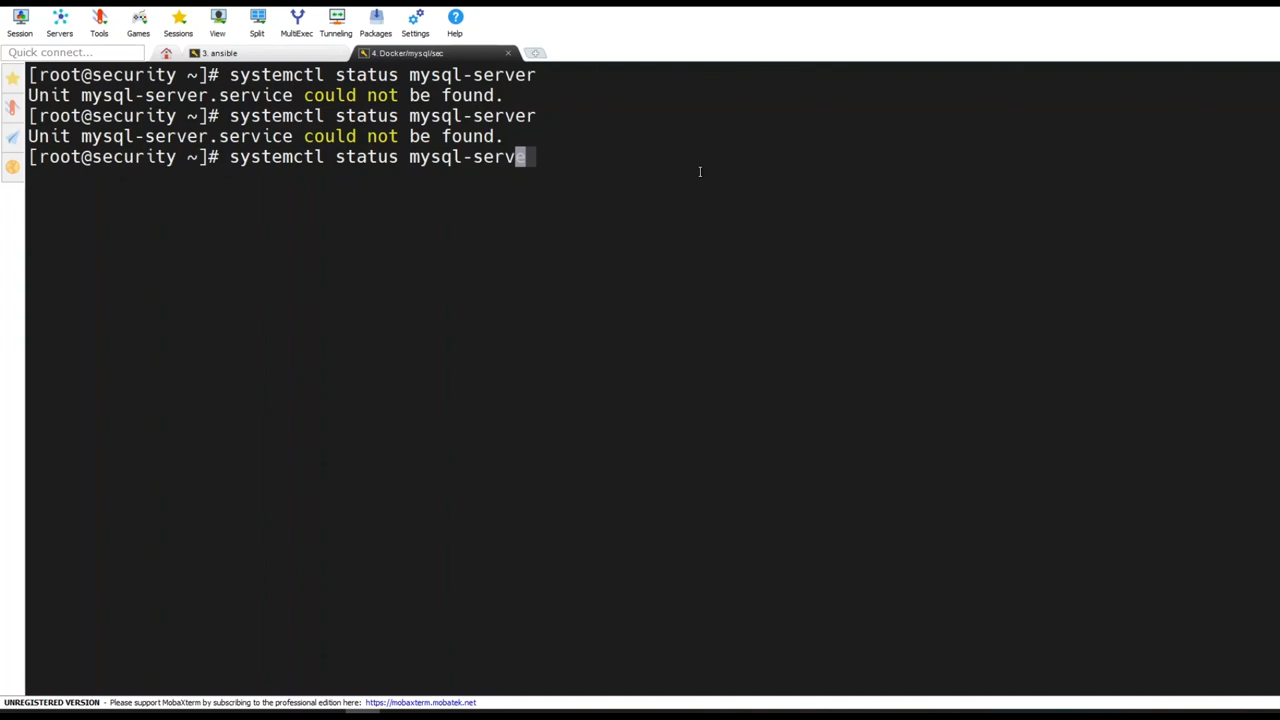 Session Servers Tools Games Sessions View Split MultiExec Tunneling Packages Settings Help
Quick connect... 3. ansible 4. Docker/mysql/sec
[root@security ~]# systemctl status mysql-server
Unit mysql-server.service could not be found.
[root@security ~]# systemctl status mysql-server
Unit mysql-server.service could not be found.
[root@security ~]# systemctl status mysql-serve
UNREGISTERED VERSION - Please support MobaXterm by subscribing to the professional edition here: https://mobaxterm.mobatek.net